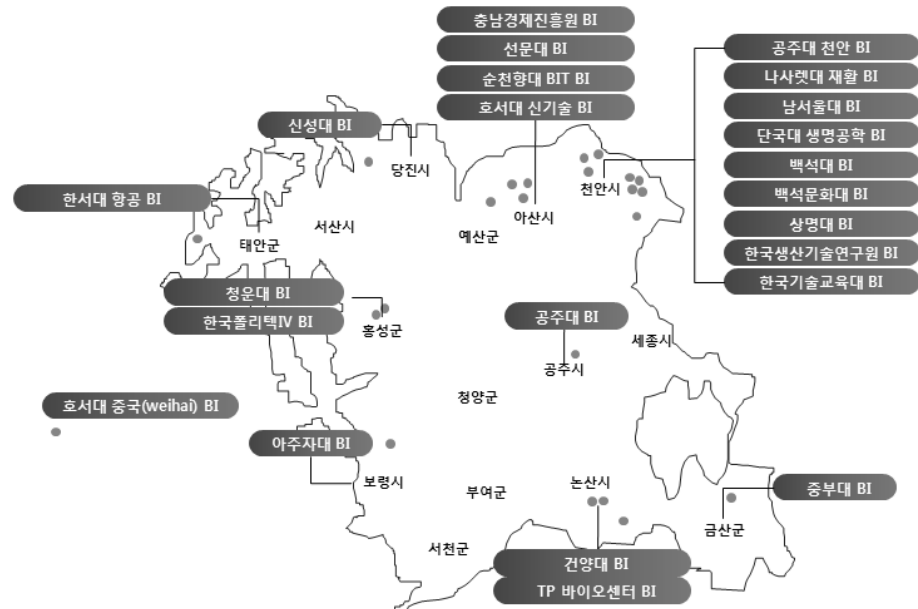 충남경제진흥원 BI
선문대 BI
순천향대 BIT BI
호서대 신기술 BI
공주대 천안 BI
나사렛대 재활 BI
남서울대 BI
단국대 생명공학 BI
백석대 BI
백석문화대 BI
상명대 BI
한국생산기술연구원 BI
한국기술교육대 BI
신성대 BI
당진시
천안시
한서대 항공 BI
아산시
서산시
예산군
태안군
청운대 BI
한국폴리텍Ⅳ BI
홍성군
공주대 BI
세종시
공주시
청양군
호서대 중국(weihai) BI
아주자대 BI
보령시
부여군
논산시
중부대 BI
금산군
서천군
건양대 BI
TP 바이오센터 BI